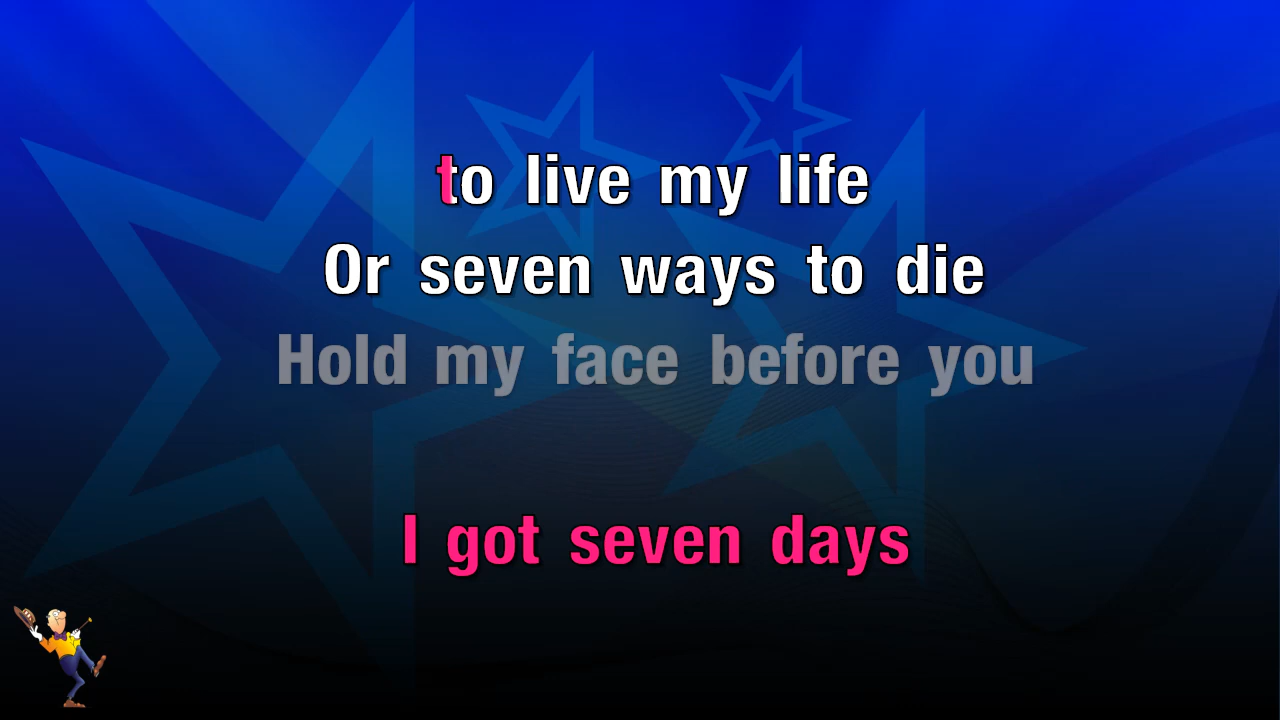 to live my life
Or seven ways to die
Hold my face before you
I got seven days